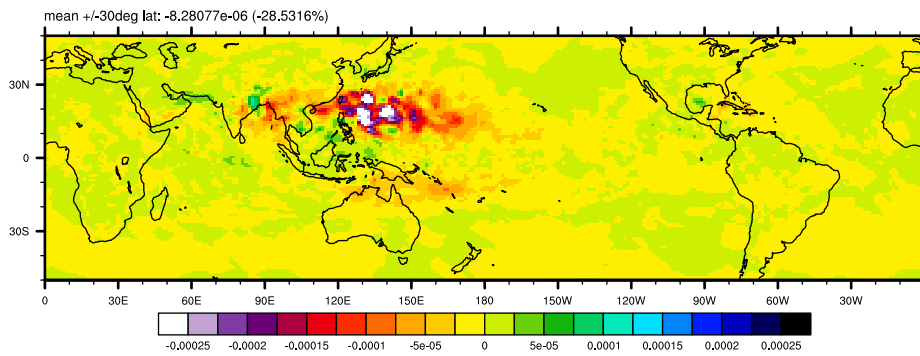 mean +/-30deg lat: -8.28077e-06 (-28.5316%)
30N
0
30S
0 30E 60E 90E 120E 150E 180 150W 120W 90W 60W 30W
-0.00025 -0.0002 -0.00015 -0.0001 -5e-05 0 5e-05 0.0001 0.00015 0.0002 0.00025